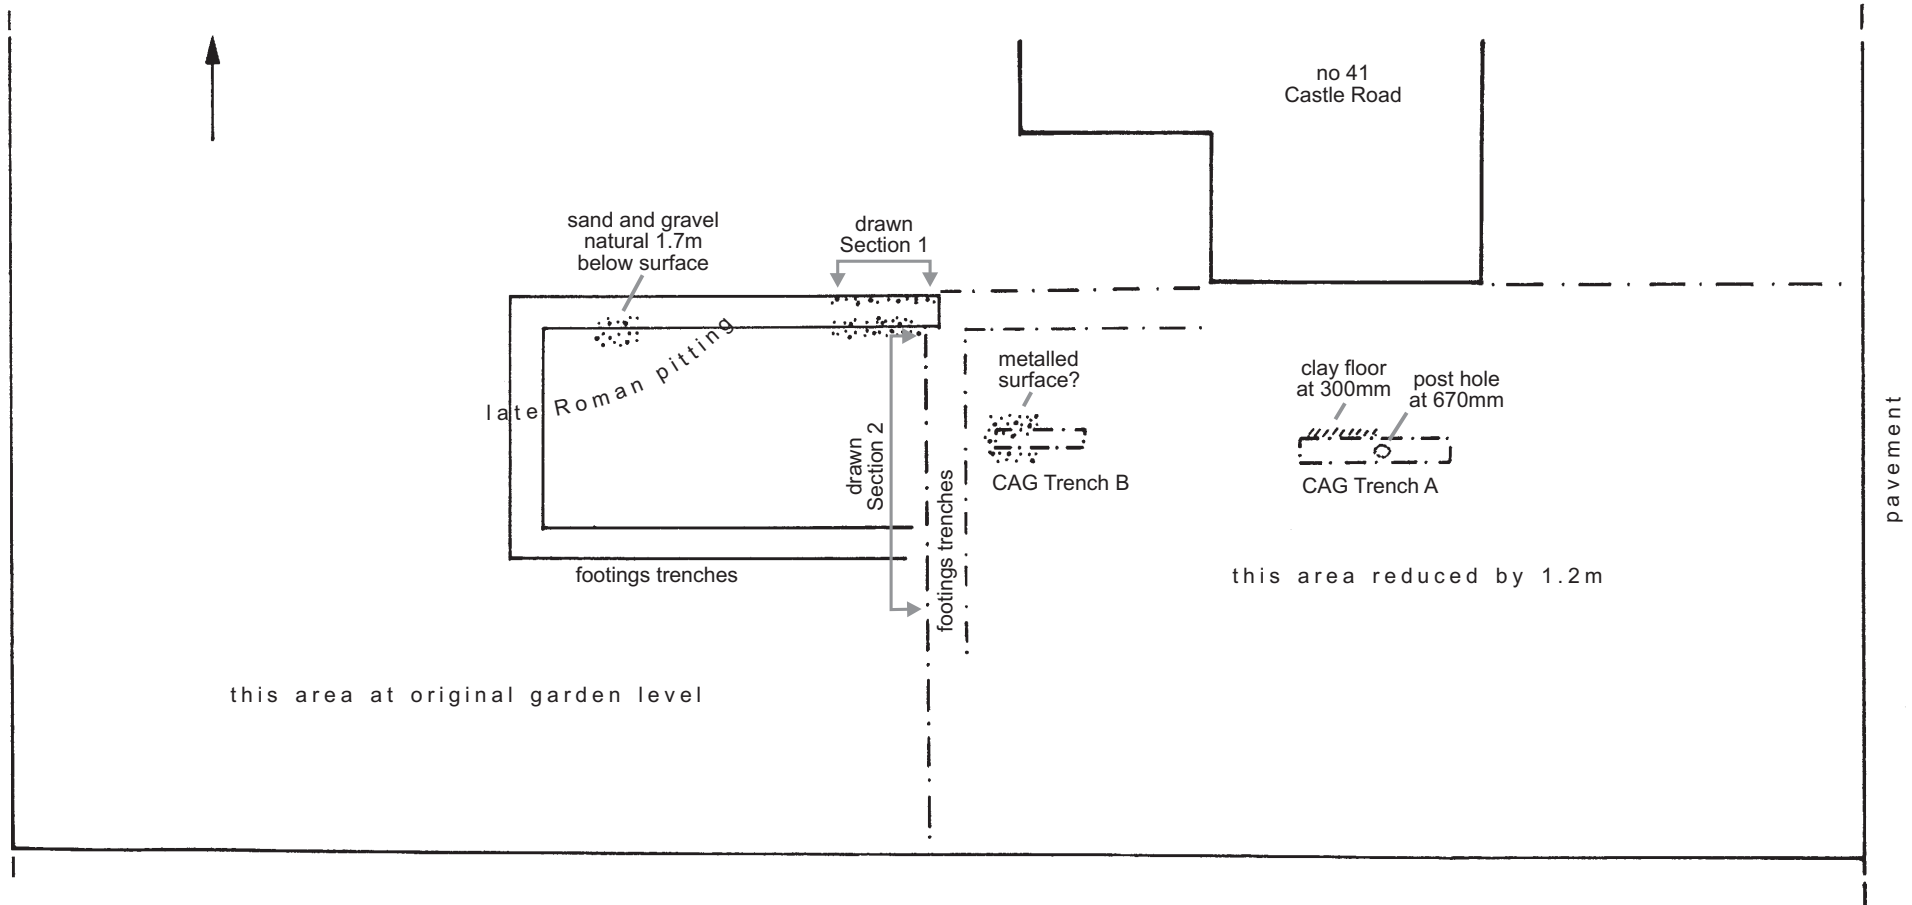 no 41
Castle Road
sand and gravel
natural 1.7m
below surface
drawn
Section 1
late Roman pitting
metalled
surface?
clay floor
at 300mm
post hole
at 670mm
drawn
Section 2
CAG Trench B
CAG Trench A
pavement
footings trenches
footings trenches
this area reduced by 1.2m
this area at original garden level